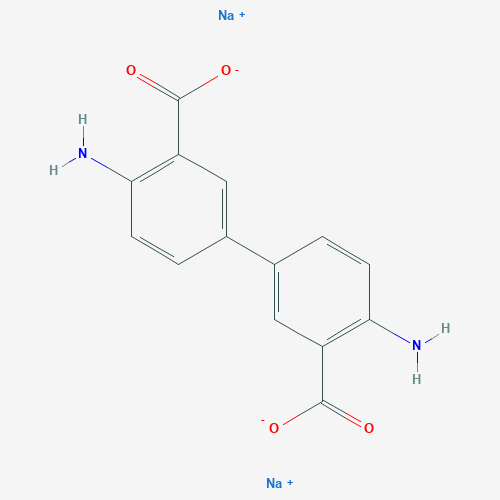 Na +
O O -
H
N
H
N H
H
- O O
Na +